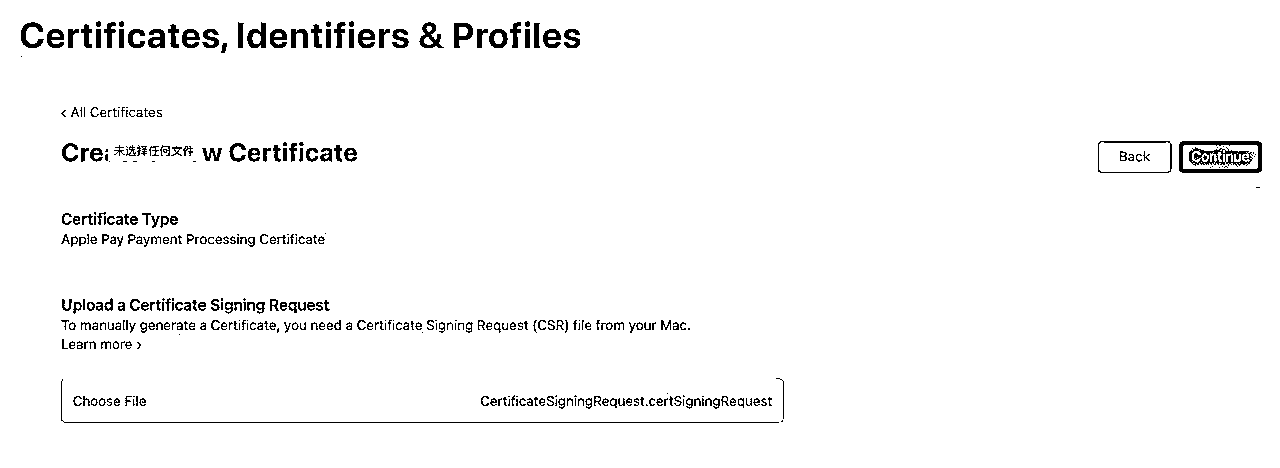 Certificates, Identifiers & Profiles
‹ All Certificates
Crea 未选择任何文件 w Certificate
Back
Continue
Certificate Type
Apple Pay Payment Processing Certificate
Upload a Certificate Signing Request
To manually generate a Certificate, you need a Certificate Signing Request (CSR) file from your Mac.
Learn more ›
Choose File
CertificateSigningRequest.certSigningRequest